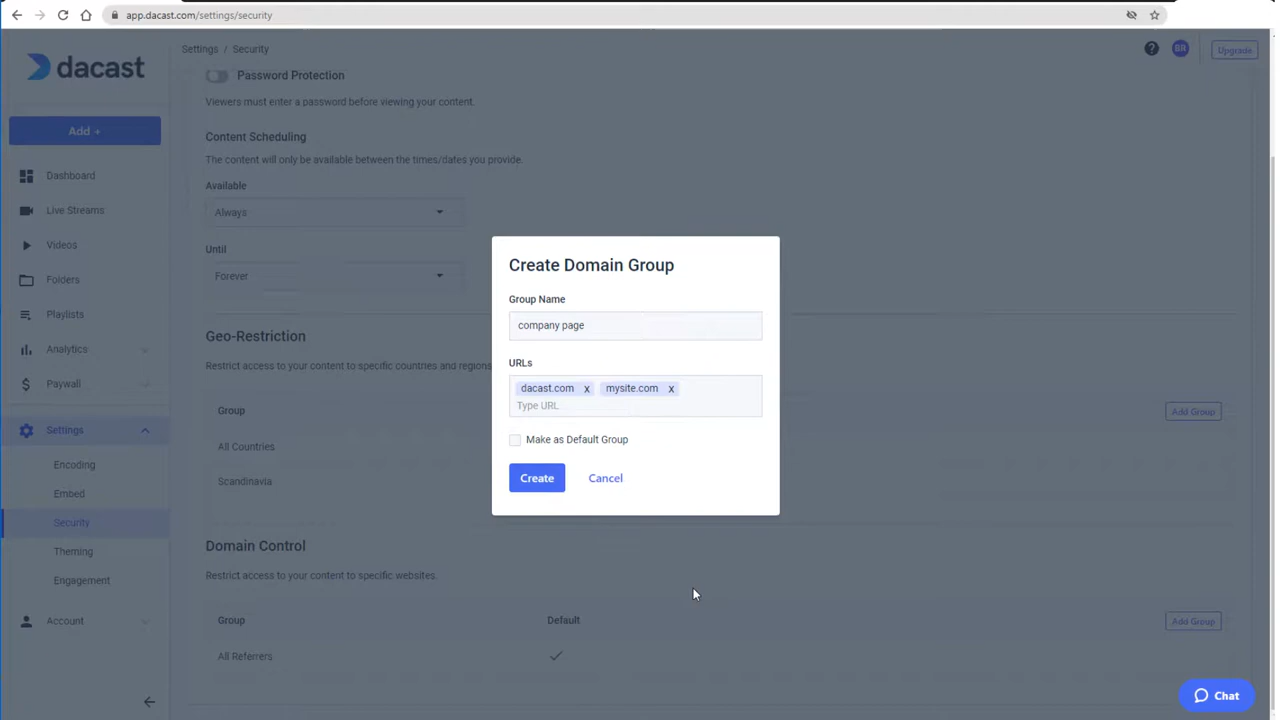 app.dacast.com/settings/security
dacast
Settings / Security
BR
Upgrade
Add +
Dashboard
Live Streams
Videos
Folders
Playlists
Analytics
Paywall
Settings
Encoding
Embed
Security
Theming
Engagement
Account
Password Protection
Viewers must enter a password before viewing your content.
Content Scheduling
The content will only be available between the times/dates you provide.
Available
Always
Until
Forever
Geo-Restriction
Restrict access to your content to specific countries and regions
Group
Add Group
All Countries
Scandinavia
Domain Control
Restrict access to your content to specific websites.
Group Default Add Group
All Referrers
Create Domain Group
Group Name
company page
URLs
dacast.com x mysite.com x
Type URL
Make as Default Group
Create Cancel
Chat